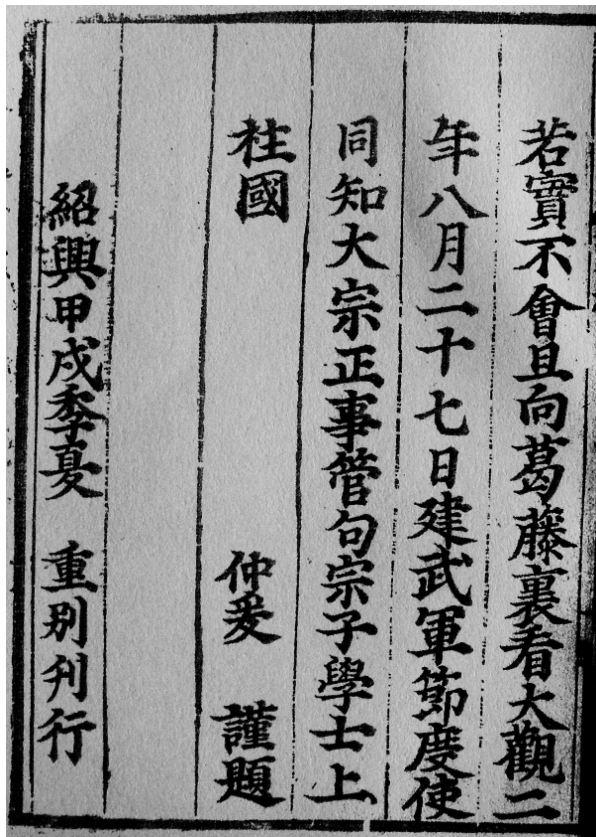 若實不會且向葛藤裏看大觀二
年八月二十七日建武軍節度使
同知大宗正事管句宗子學士上
柱國 仲爰 謹題
紹興甲戌季夏 重別刋行